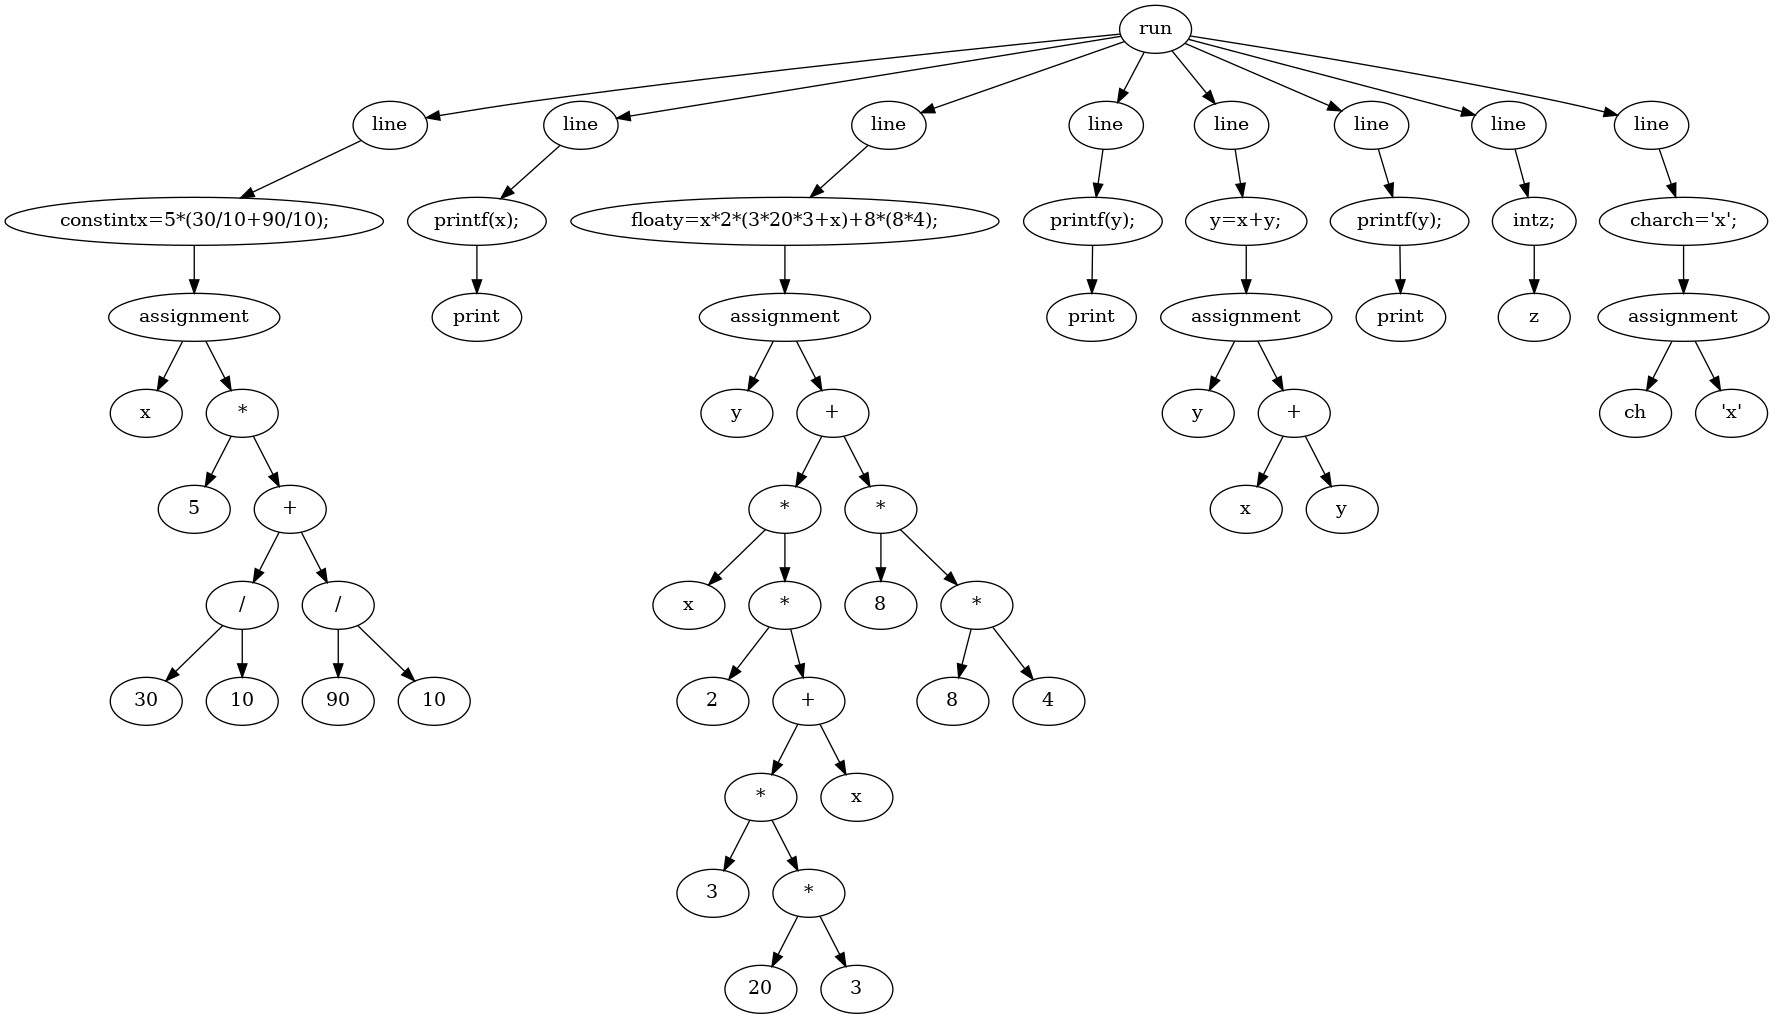 run
line line line line line line line line
constintx=5*(30/10+90/10); printf(x); floaty=x*2*(3*20*3+x)+8*(8*4); printf(y); y=x+y; printf(y); intz; charch='x';
assignment print assignment print assignment print z assignment
x * y + y + ch 'x'
5 + * * x y
/ / x * 8 *
30 10 90 10 2 + 8 4
* x
3 *
20 3